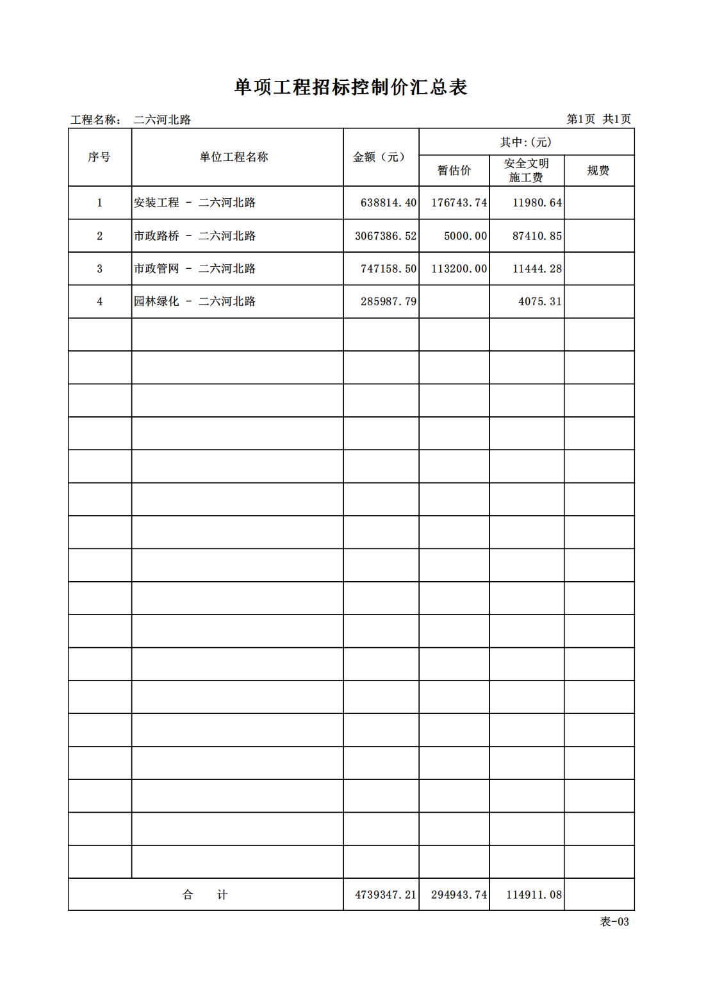 单项工程招标控制价汇总表
工程名称： 二六河北路 第1页 共1页
序号 单位工程名称 金额（元） 其中:(元)
暂估价 安全文明施工费 规费
1 安装工程 - 二六河北路 638814.40 176743.74 11980.64
2 市政路桥 - 二六河北路 3067386.52 5000.00 87410.85
3 市政管网 - 二六河北路 747158.50 113200.00 11444.28
4 园林绿化 - 二六河北路 285987.79 4075.31
合 计 4739347.21 294943.74 114911.08
表-03